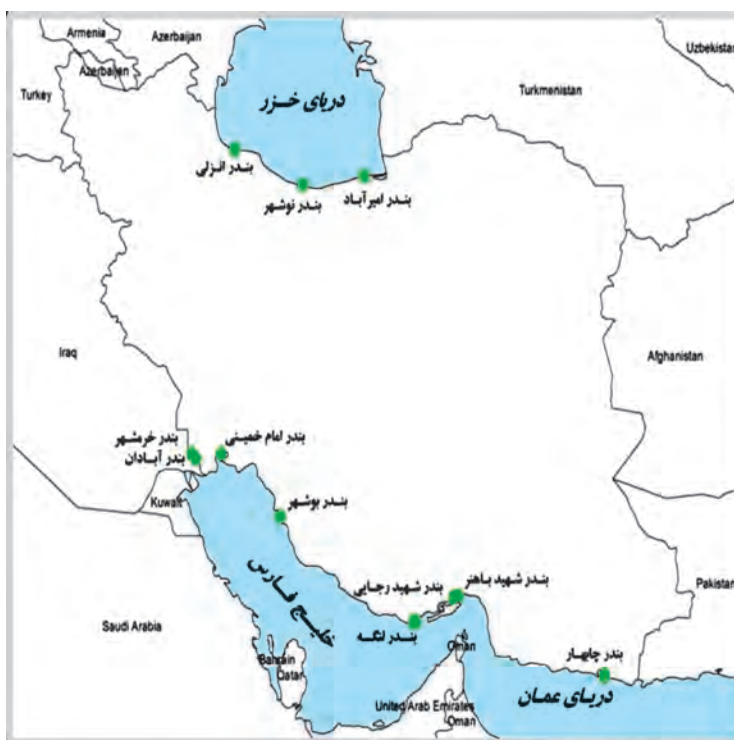 Armenia
Azerbaijan
Uzbekistan
Azerbaijan
Turkey
Turkmenistan
دریای خزر
بندر انزلی
بندر نوشهر
بندر امیرآباد
Iraq
Afghanistan
بندر خرمشهر
بندر امام خمینی
بندر آبادان
Kuwait
بندر بوشهر
خلیج فارس
بندر شهید رجایی
بندر شهید باهنر
Pakistan
Saudi Arabia
بندر لنگه
Oman
بندر چابهار
Bahrain
Qatar
دریای عمان
United Arab Emirates
Oman